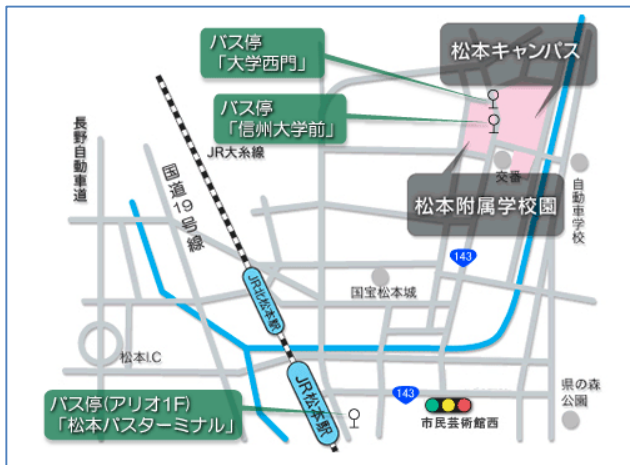 バス停
「大学西門」
松本キャンパス
バス停
「信州大学前」
長野自動車道
JR大糸線
国道19号線
交番
松本附属学校園
自動車学校
143
JR北松本駅
国宝松本城
松本I.C
JR松本駅
バス停(アリオ1F)
「松本バスターミナル」
143
市民芸術館西
県の森
公園